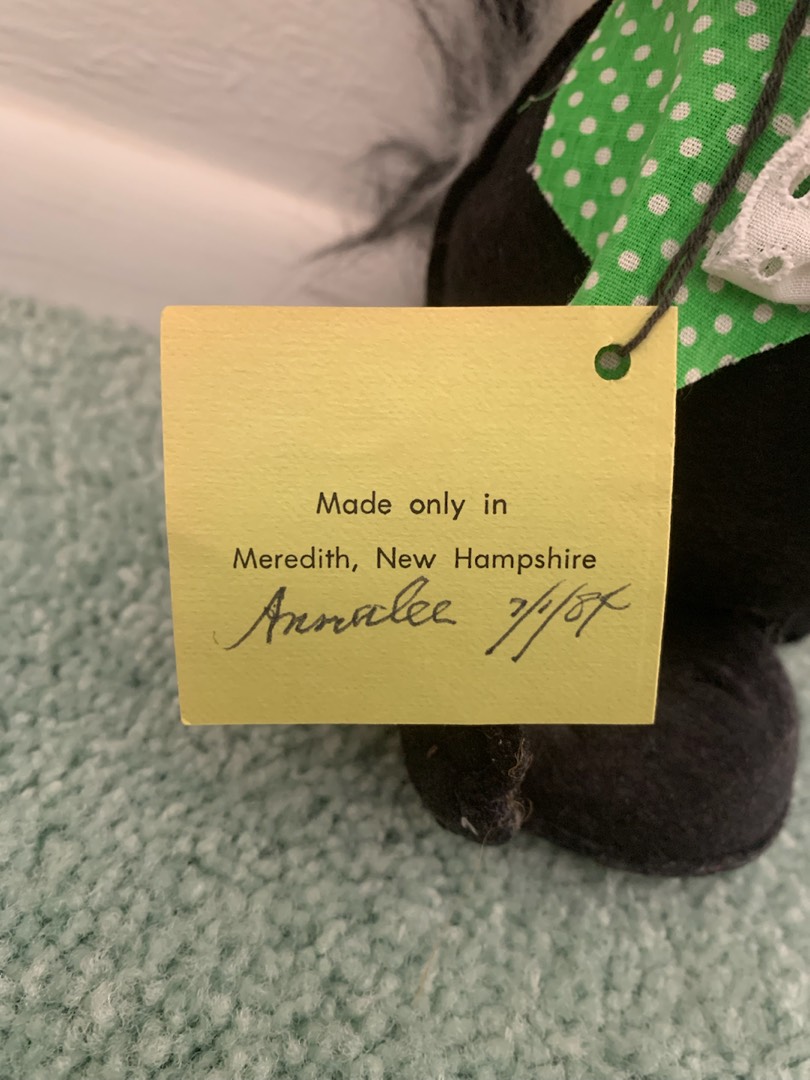 Made only in
Meredith, New Hampshire
Annalee 7/1/84